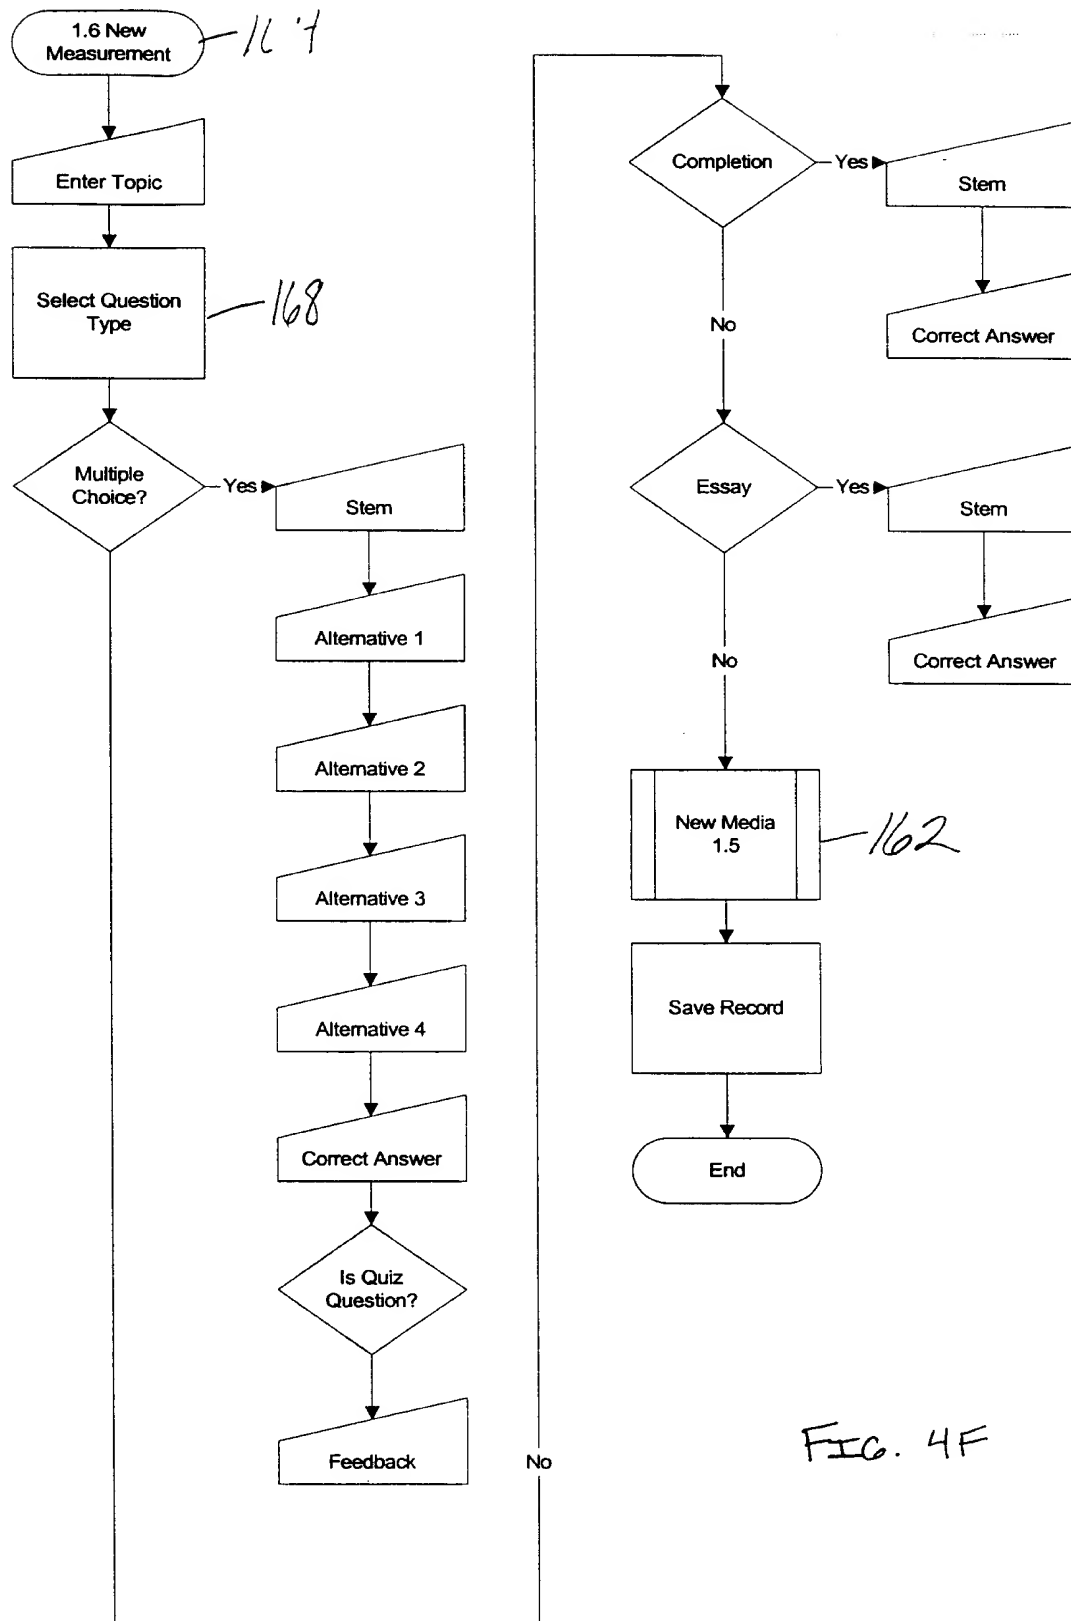 1.6 New
Measurement
Enter Topic
Select Question
Type
168
Multiple
Choice?
Yes
Stem
Alternative 1
Alternative 2
Alternative 3
Alternative 4
Correct Answer
Is Quiz
Question?
Feedback
No
Completion
Yes
Stem
Correct Answer
No
Essay
Yes
Stem
Correct Answer
No
New Media
1.5
162
Save Record
End
FIG. 4F